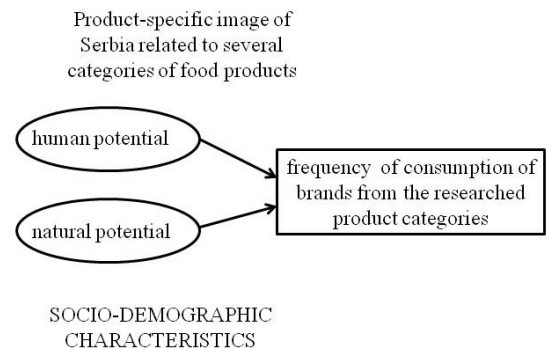 Product-specific image of
Serbia related to several
categories of food products
human potential
frequency of consumption of
brands from the researched
product categories
natural potential
SOCIO-DEMOGRAPHIC
CHARACTERISTICS